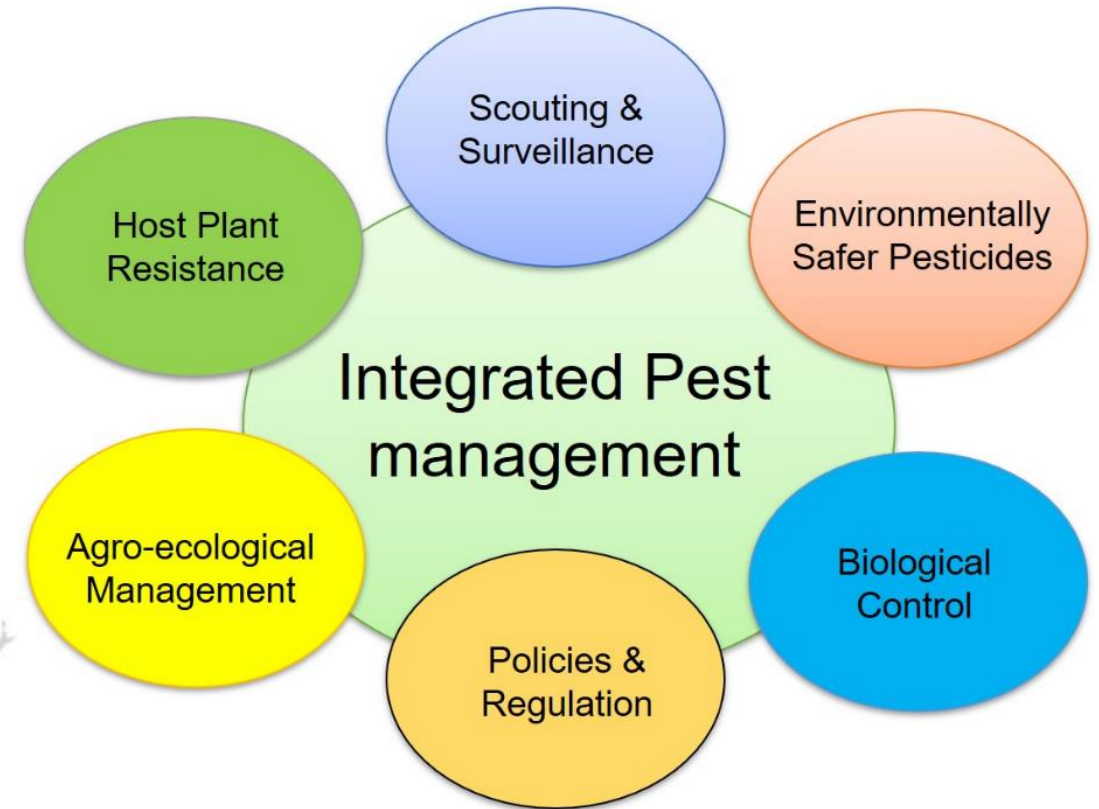 Scouting &
Surveillance
Host Plant
Resistance
Environmentally
Safer Pesticides
Integrated Pest
management
Agro-ecological
Management
Biological
Control
Policies &
Regulation